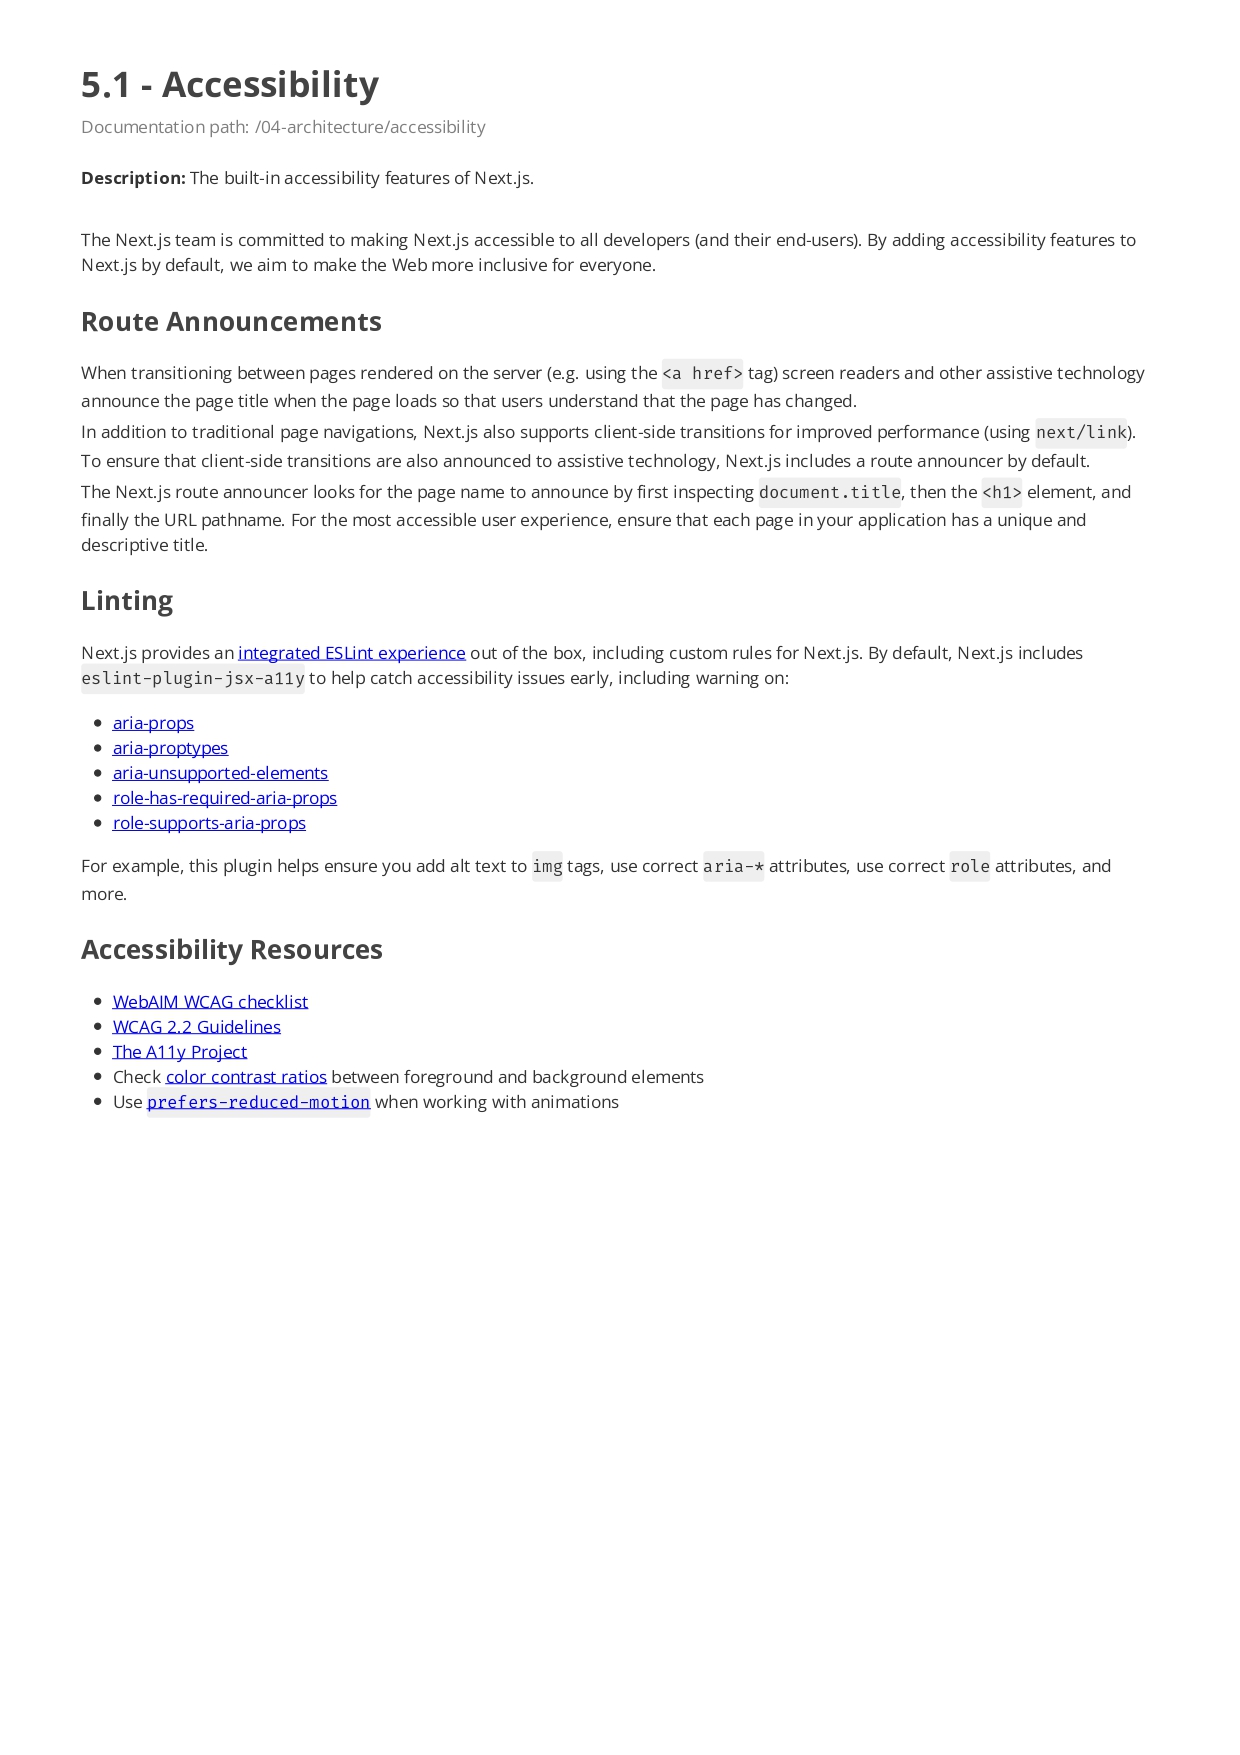 5.1 - Accessibility
Documentation path: /04-architecture/accessibility
Description: The built-in accessibility features of Next.js.
The Next.js team is committed to making Next.js accessible to all developers (and their end-users). By adding accessibility features to
Next.js by default, we aim to make the Web more inclusive for everyone.
Route Announcements
When transitioning between pages rendered on the server (e.g. using the <a href> tag) screen readers and other assistive technology
announce the page title when the page loads so that users understand that the page has changed.
In addition to traditional page navigations, Next.js also supports client-side transitions for improved performance (using next/link).
To ensure that client-side transitions are also announced to assistive technology, Next.js includes a route announcer by default.
The Next.js route announcer looks for the page name to announce by first inspecting document.title, then the <h1> element, and
finally the URL pathname. For the most accessible user experience, ensure that each page in your application has a unique and
descriptive title.
Linting
Next.js provides an integrated ESLint experience out of the box, including custom rules for Next.js. By default, Next.js includes
eslint-plugin-jsx-a11y to help catch accessibility issues early, including warning on:
• aria-props
• aria-proptypes
• aria-unsupported-elements
• role-has-required-aria-props
• role-supports-aria-props
For example, this plugin helps ensure you add alt text to img tags, use correct aria-* attributes, use correct role attributes, and
more.
Accessibility Resources
• WebAIM WCAG checklist
• WCAG 2.2 Guidelines
• The A11y Project
• Check color contrast ratios between foreground and background elements
• Use prefers-reduced-motion when working with animations